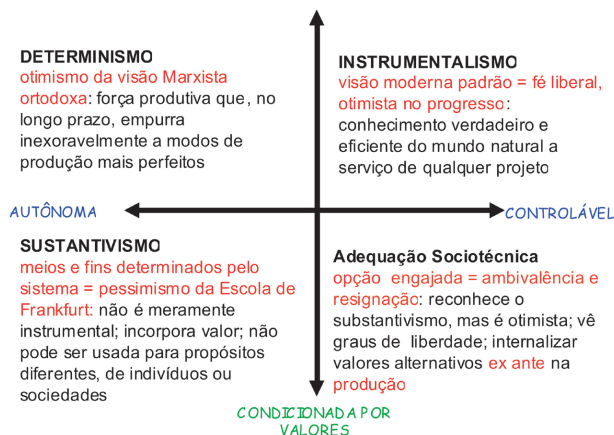 DETERMINISMO
otimismo da visão Marxista
ortodoxa: força produtiva que, no
longo prazo, empurra
inexoravelmente a modos de
produção mais perfeitos
INSTRUMENTALISMO
visão moderna padrão = fé liberal,
otimista no progresso:
conhecimento verdadeiro e
eficiente do mundo natural a
serviço de qualquer projeto
AUTÔNOMA
CONTROLÁVEL
SUSTANTIVISMO
meios e fins determinados pelo
sistema = pessimismo da Escola de
Frankfurt: não é meramente
instrumental; incorpora valor; não
pode ser usada para propósitos
diferentes, de indivíduos ou
sociedades
Adequação Sociotécnica
opção engajada = ambivalência e
resignação: reconhece o
substantivismo, mas é otimista; vê
graus de liberdade; internalizar
valores alternativos ex ante na
produção
CONDICIONADA POR
VALORES